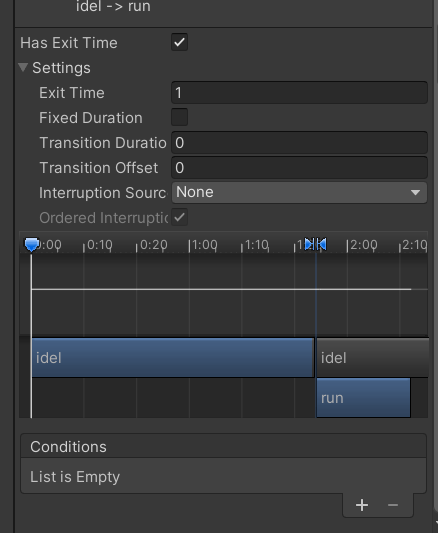 idel -> run
Has Exit Time
Settings
Exit Time 1
Fixed Duration
Transition Duratio 0
Transition Offset 0
Interruption Sourc None
Ordered Interruptic
0:00 0:10 0:20 1:00 1:10 2:00 2:10
idel idel
run
Conditions
List is Empty
+ −